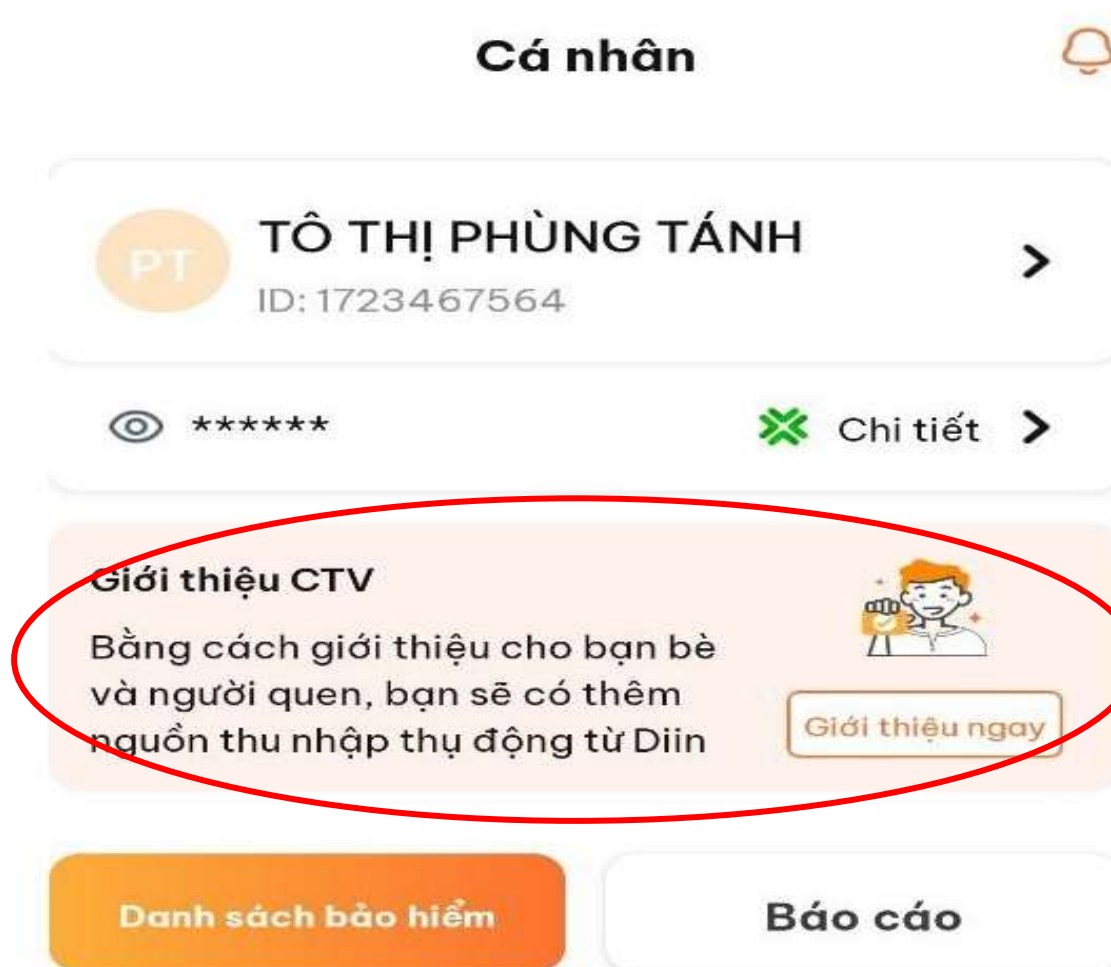 Cá nhân
TÔ THỊ PHÙNG TÁNH
PT
ID: 1723467564
******
Chi tiết
Giới thiệu CTV
Bằng cách giới thiệu cho bạn bè
và người quen, bạn sẽ có thêm
nguồn thu nhập thụ động từ Diin
Giới thiệu ngay
Danh sách bảo hiểm
Báo cáo